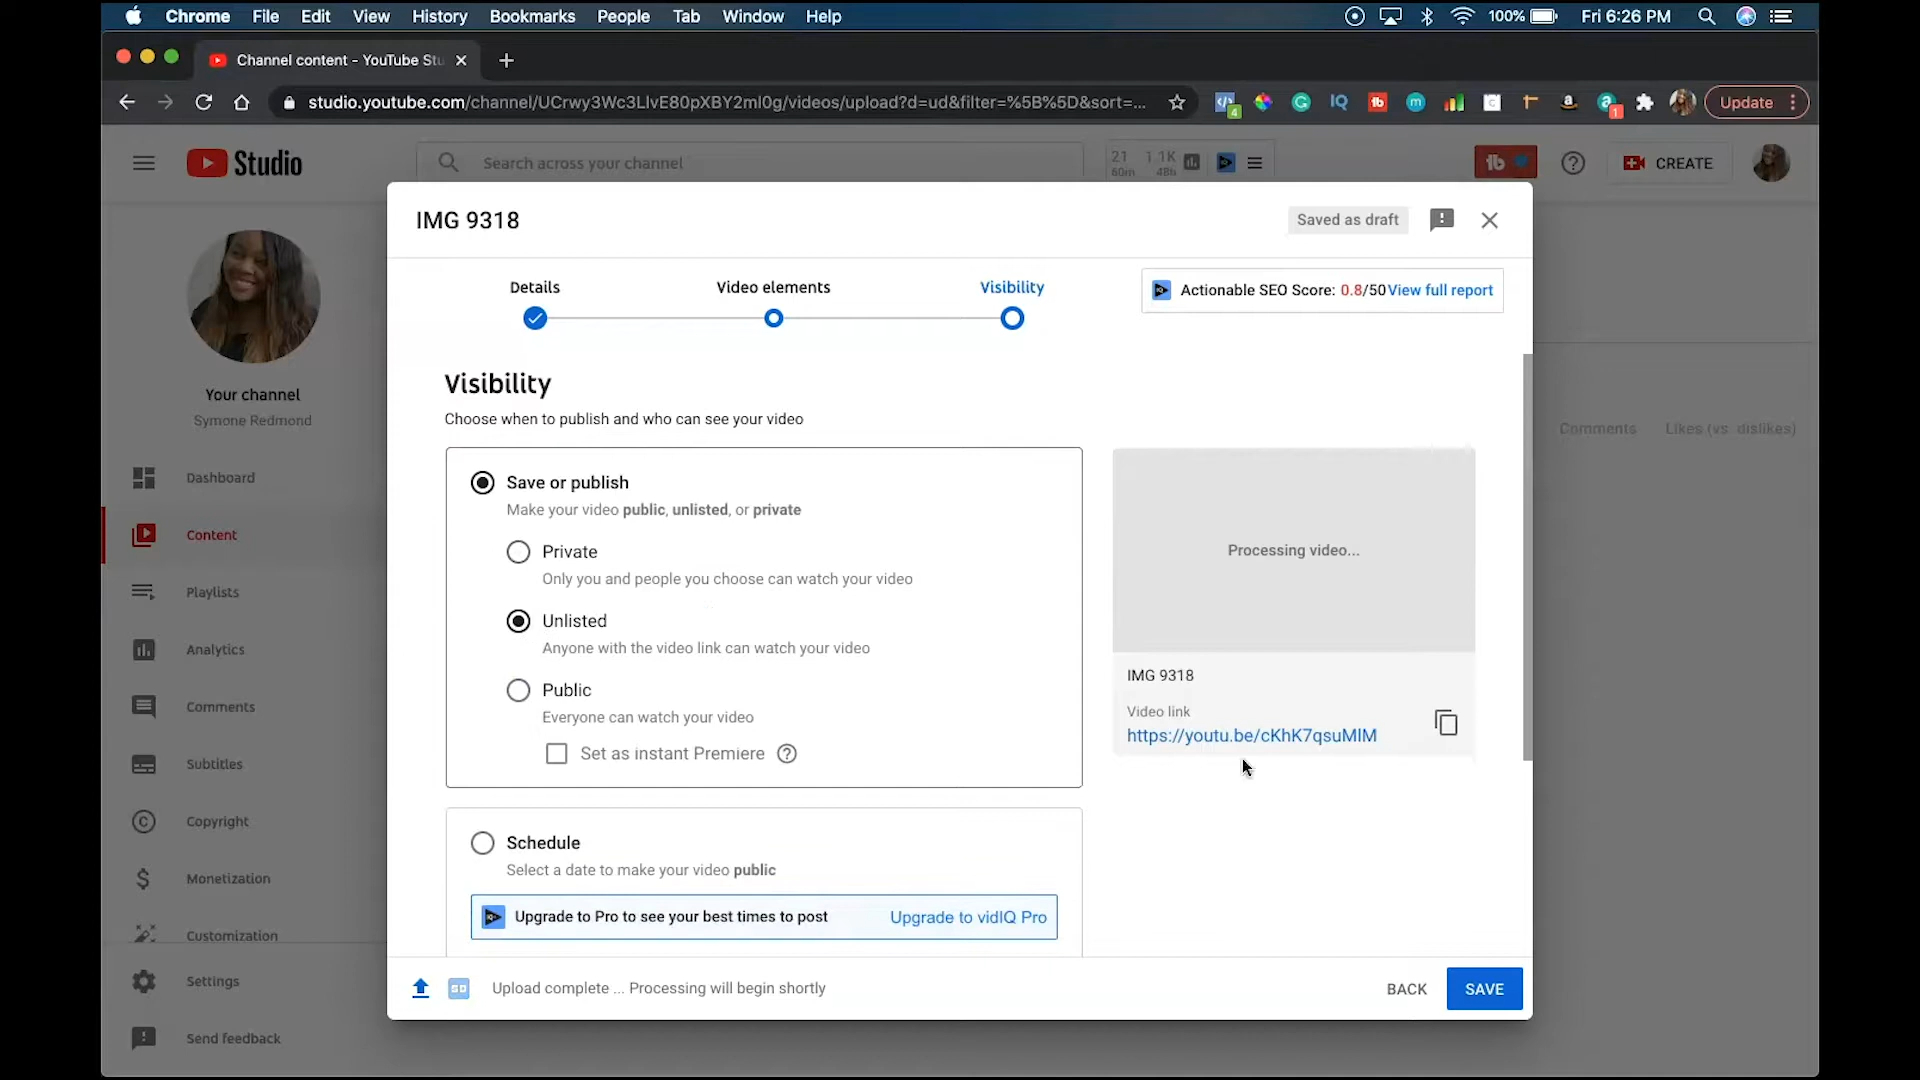 Chrome File Edit View History Bookmarks People Tab Window Help 100% Fri 6:26 PM
Channel content - YouTube Stu
studio.youtube.com/channel/UCrwy3Wc3LlvE80pXBY2ml0g/videos/upload?d=ud&filter=%5B%5D&sort=... Update
Studio Search across your channel 21 60m 1.1K 48h CREATE
IMG 9318 Saved as draft
Details Video elements Visibility
Actionable SEO Score: 0.8/50 View full report
Your channel
Symone Redmond
Dashboard
Content
Playlists
Analytics
Comments
Subtitles
Copyright
Monetization
Customization
Settings
Send feedback
Visibility
Choose when to publish and who can see your video
Save or publish
Make your video public, unlisted, or private
Private
Only you and people you choose can watch your video
Unlisted
Anyone with the video link can watch your video
Public
Everyone can watch your video
Set as instant Premiere
Schedule
Select a date to make your video public
Upgrade to Pro to see your best times to post Upgrade to vidIQ Pro
Processing video...
IMG 9318
Video link
https://youtu.be/cKhK7qsuMIM
Comments Likes (vs. dislikes)
Upload complete ... Processing will begin shortly
BACK SAVE